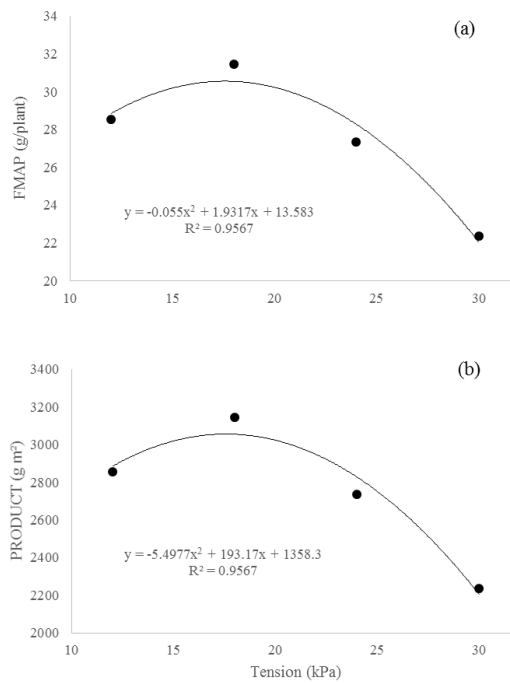 (a)
34
32
30
28
26
24
22
20
FMAP (g/plant)
y = -0.055x² + 1.9317x + 13.583
R² = 0.9567
10 15 20 25 30
(b)
3400
3200
3000
2800
2600
2400
2200
2000
PRODUCT (g m²)
y = -5.4977x² + 193.17x + 1358.3
R² = 0.9567
10 15 20 25 30
Tension (kPa)